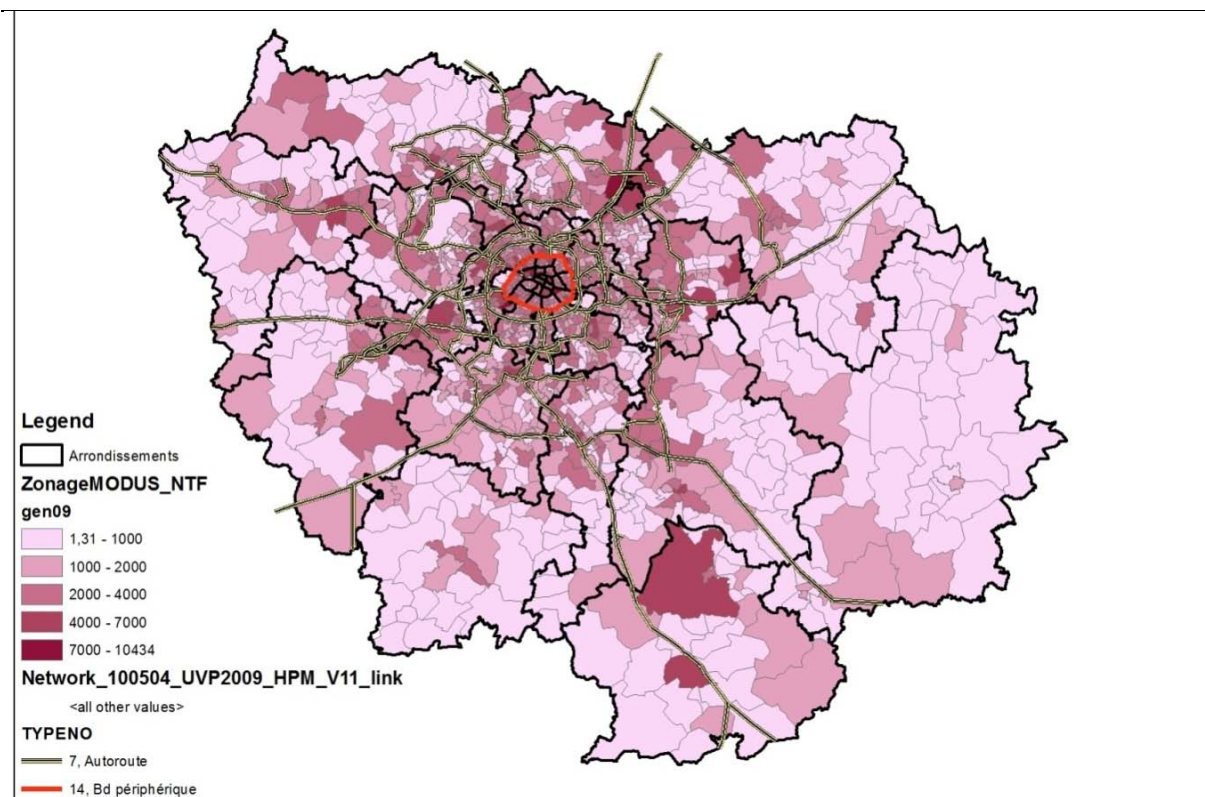 Legend
Arrondissements
ZonageMODUS_NTF
gen09
1,31 - 1000
1000 - 2000
2000 - 4000
4000 - 7000
7000 - 10434
Network_100504_UVP2009_HPM_V11_link
<all other values>
TYPENO
7, Autoroute
14, Bd périphérique